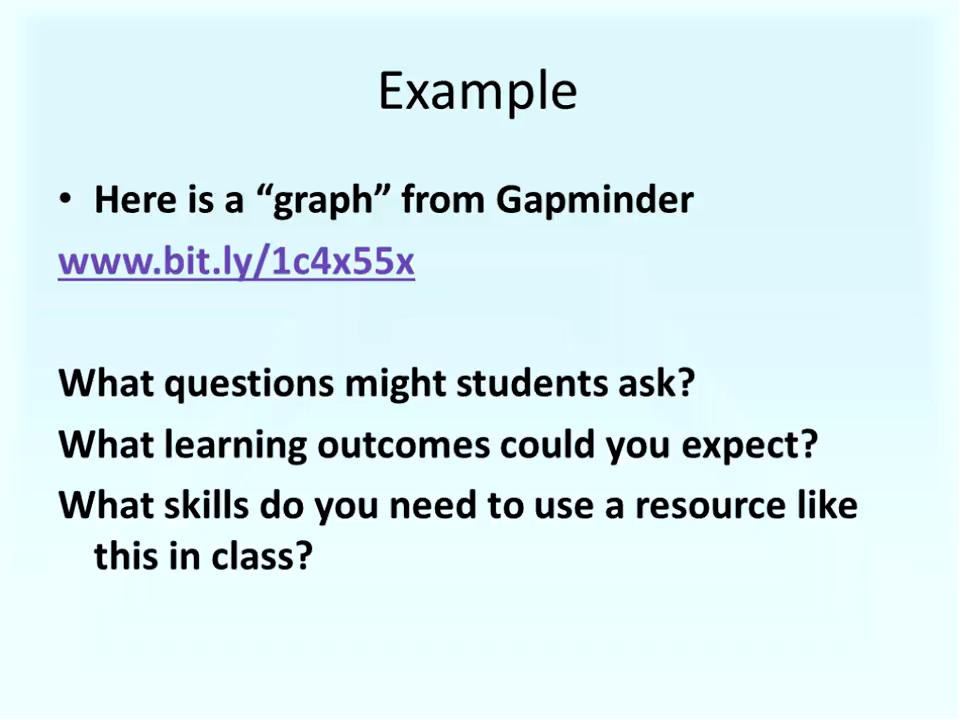 Example
• Here is a “graph” from Gapminder
www.bit.ly/1c4x55x
What questions might students ask?
What learning outcomes could you expect?
What skills do you need to use a resource like
this in class?